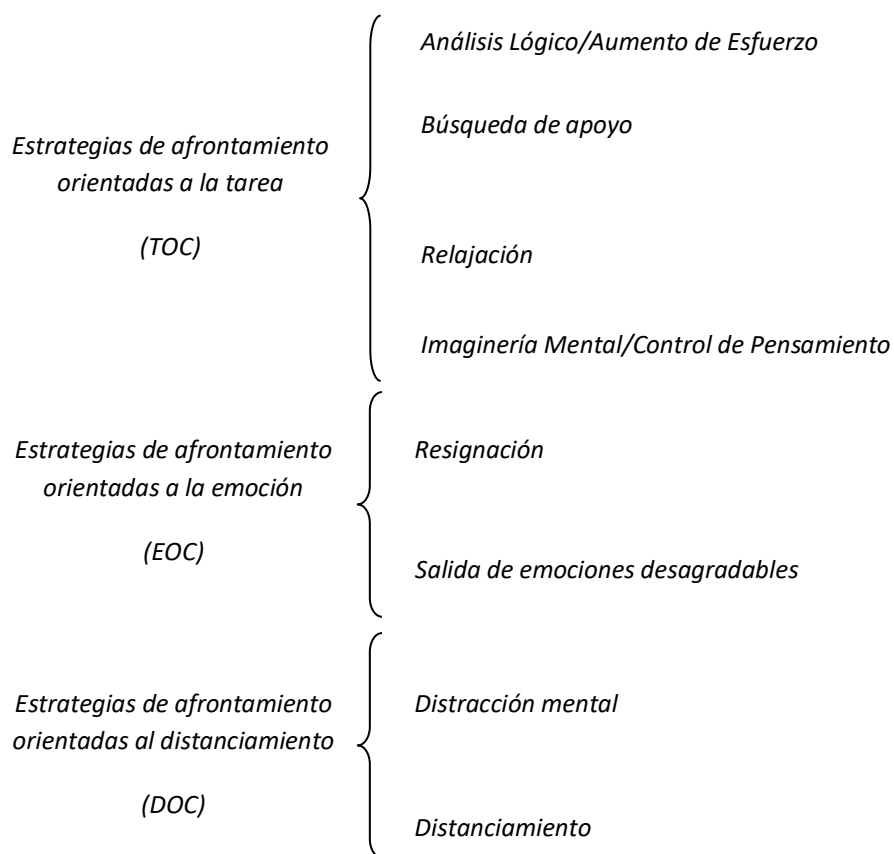 Estrategias de afrontamiento
orientadas a la tarea
(TOC)
Análisis Lógico/Aumento de Esfuerzo
Búsqueda de apoyo
Relajación
Imaginería Mental/Control de Pensamiento
Estrategias de afrontamiento
orientadas a la emoción
(EOC)
Resignación
Salida de emociones desagradables
Estrategias de afrontamiento
orientadas al distanciamiento
(DOC)
Distracción mental
Distanciamiento